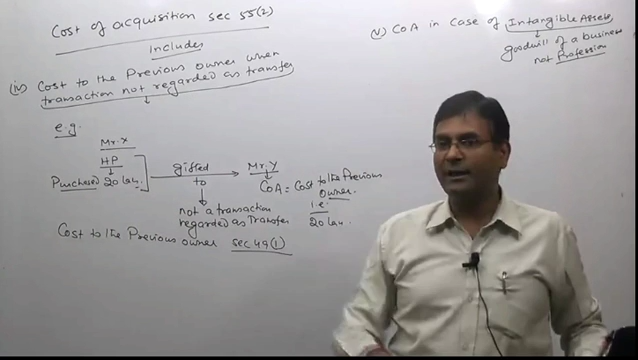 Cost of acquisition sec 55(2)
Includes
(iv) Cost to the Previous owner when
transaction not regarded as transfer
e.g.
Mr. X
HP
Purchased 20 lac.
gifted
to
Mr. Y
not a transaction
regarded as Transfer
CoA = Cost to the Previous
owner.
i.e.
20 lac.
Cost to the Previous owner sec 49(1)
(v) CoA in Case of Intangible Assets
goodwill of a business
not Profession